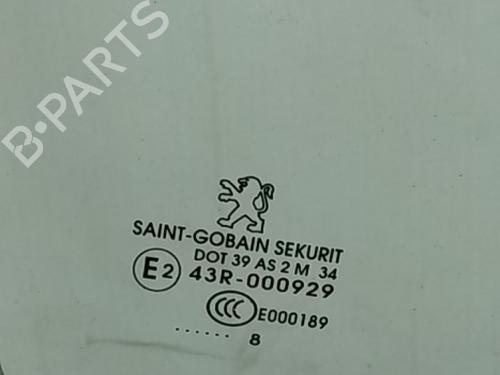 B-PARTS
SAINT-GOBAIN SEKURIT
DOT 39 AS 2 M 34
E2 43R-000929
CCC E000189
...... 8